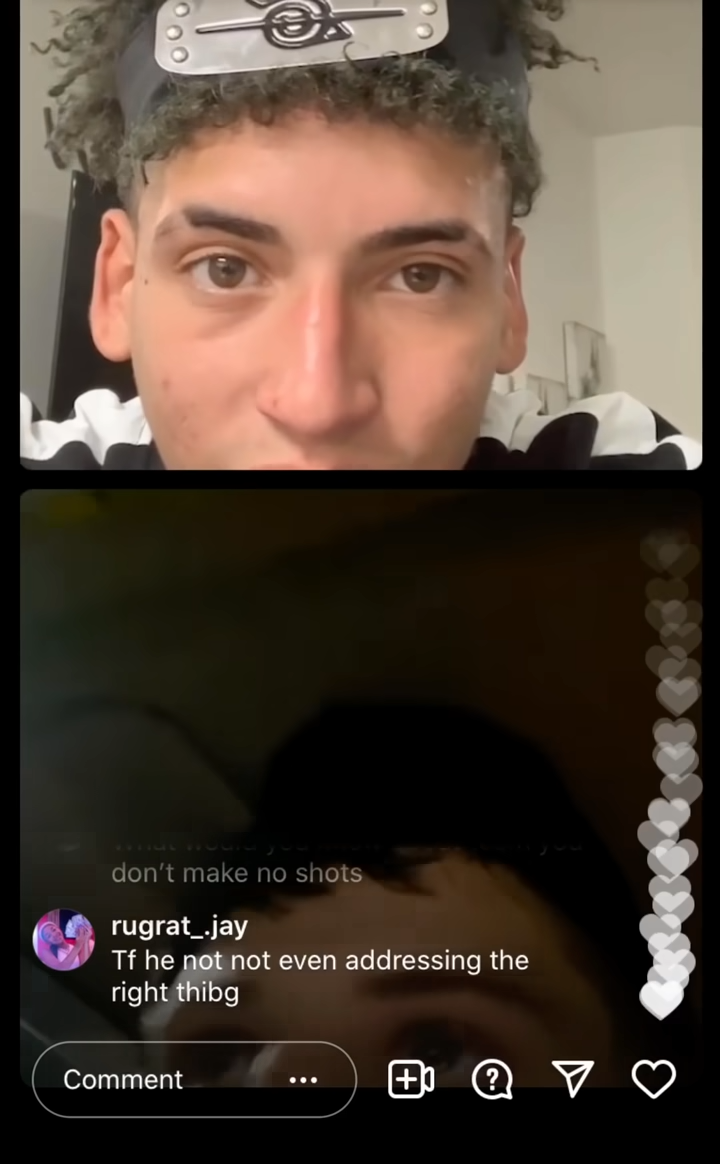 don’t make no shots
rugrat_.jay
Tf he not not even addressing the
right thibg
Comment